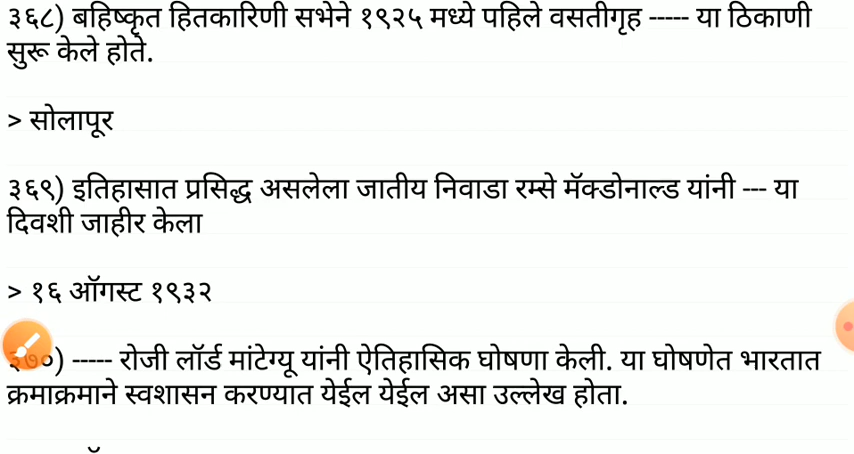 ३६८) बहिष्कृत हितकारिणी सभेने १९२५ मध्ये पहिले वसतीगृह ----- या ठिकाणी
सुरू केले होते.
> सोलापूर
३६९) इतिहासात प्रसिद्ध असलेला जातीय निवाडा रम्से मॅक्डोनाल्ड यांनी --- या
दिवशी जाहीर केला
> १६ ऑगस्ट १९३२
३७०) ----- रोजी लॉर्ड मांटेग्यू यांनी ऐतिहासिक घोषणा केली. या घोषणेत भारतात
क्रमाक्रमाने स्वशासन करण्यात येईल येईल असा उल्लेख होता.